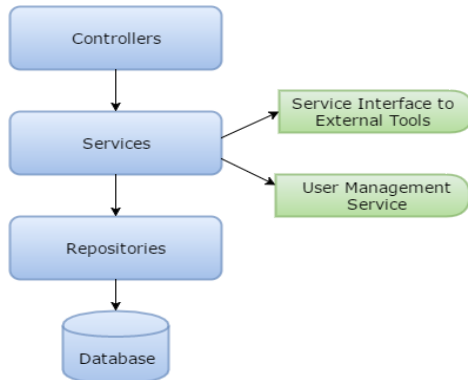 Controllers
Services
Service Interface to
External Tools
User Management
Service
Repositories
Database